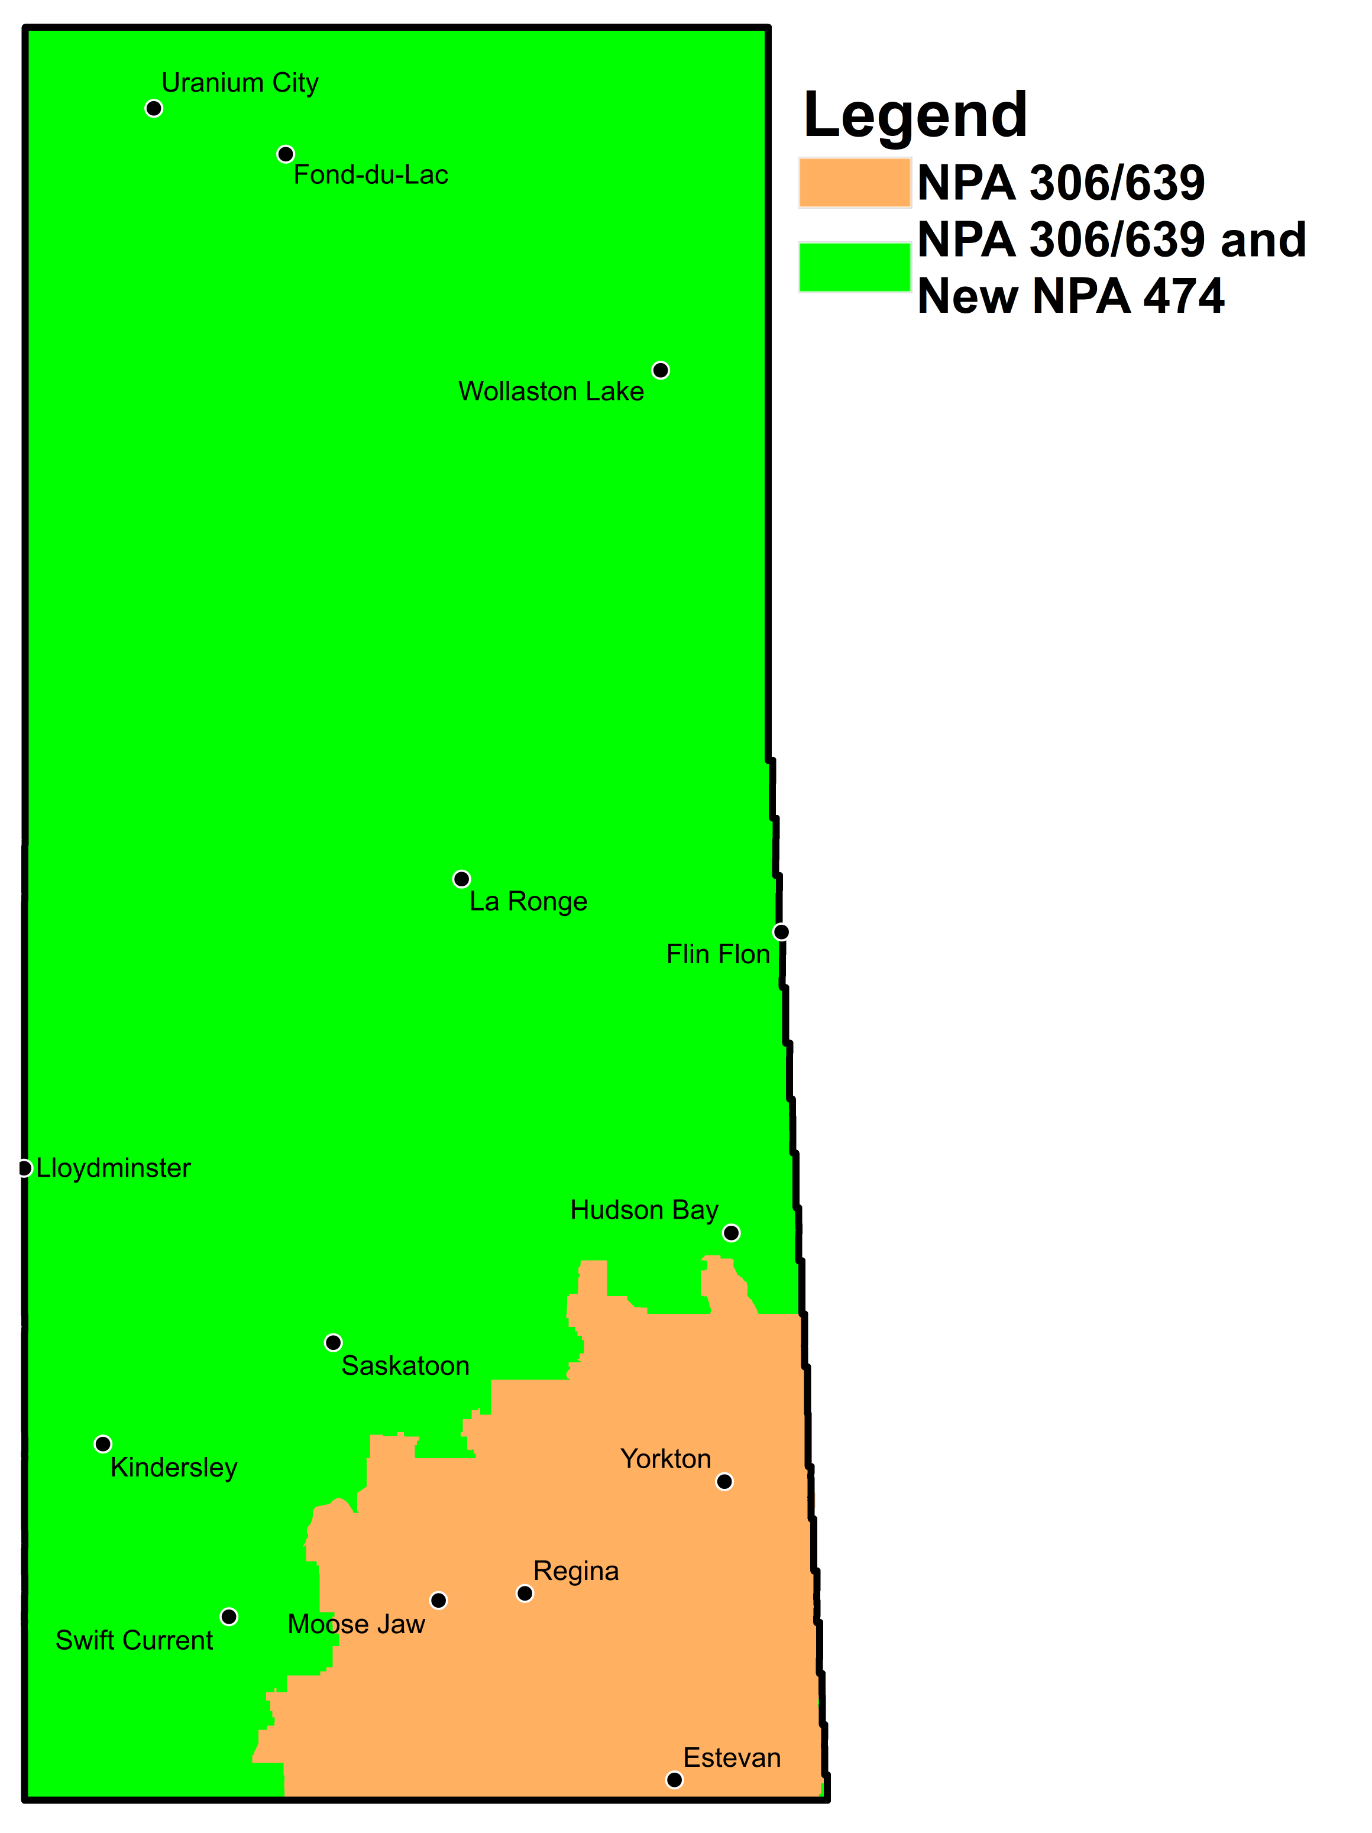 Uranium City
Fond-du-Lac
Legend
NPA 306/639
NPA 306/639 and
New NPA 474
Wollaston Lake
La Ronge
Flin Flon
Lloydminster
Hudson Bay
Saskatoon
Kindersley
Yorkton
Regina
Moose Jaw
Swift Current
Estevan